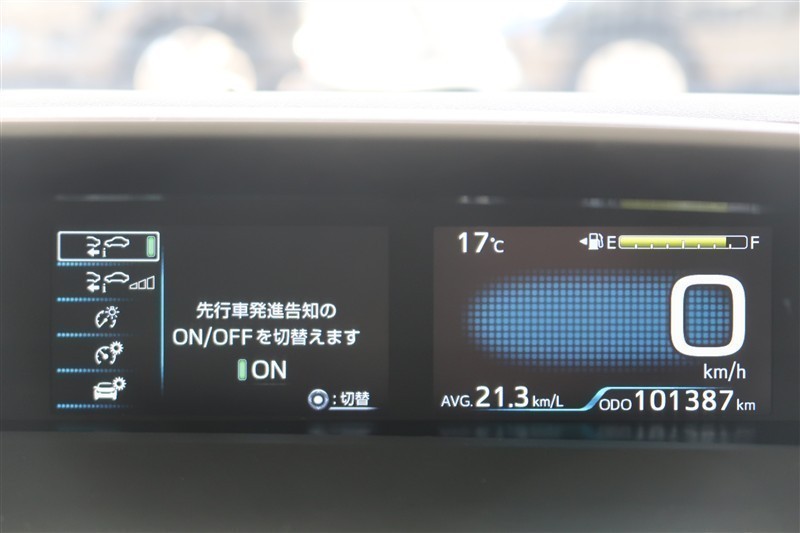 先行車発進告知の
ON/OFFを切替えます
ON
:切替
17℃
E F
0
km/h
AVG. 21.3 km/L
ODO 101387 km